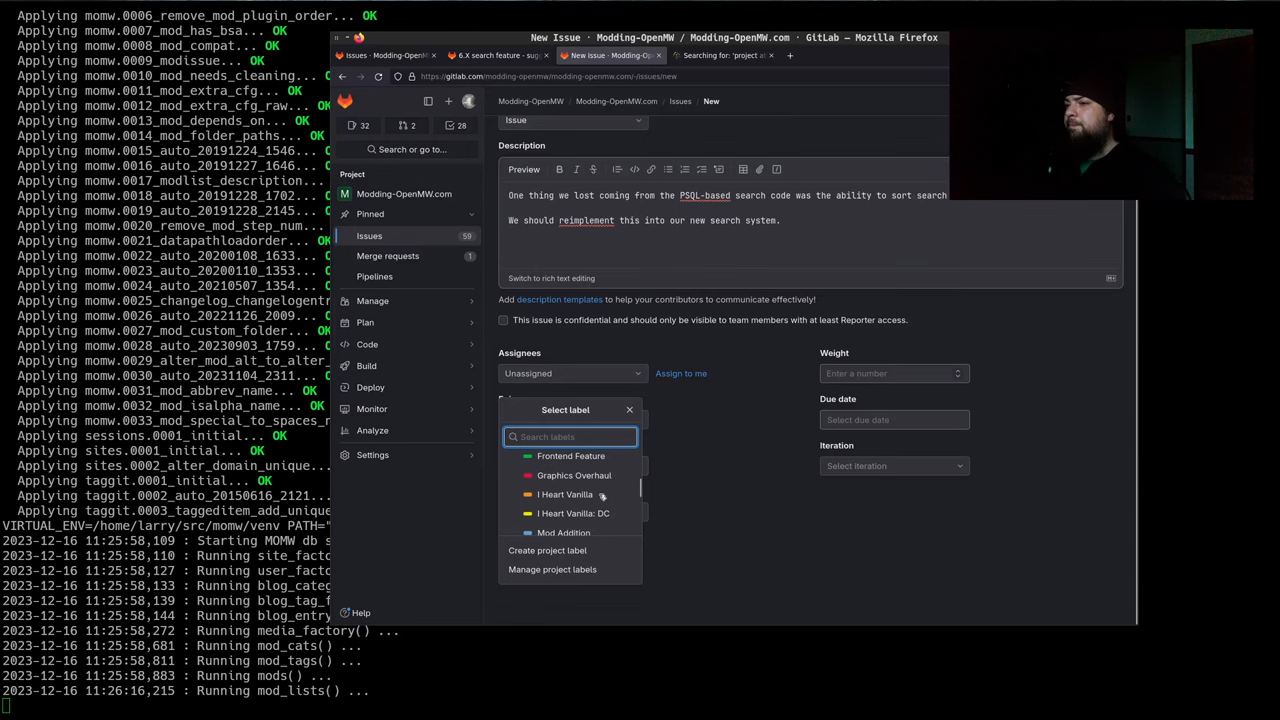 Applying momw.0006_remove_mod_plugin_order... OK
Applying momw.0007_mod_has_bsa... OK
Applying momw.0008_mod_compat... OK
Applying momw.0009_modissue... OK
Applying momw.0010_mod_needs_cleaning...
Applying momw.0011_mod_extra_cfg... OK
Applying momw.0012_mod_extra_cfg_raw... OK
Applying momw.0013_mod_depends_on... OK
Applying momw.0014_mod_folder_paths... OK
Applying momw.0015_auto_20191224_1546...
Applying momw.0016_auto_20191227_1646...
Applying momw.0017_modlist_description...
Applying momw.0018_auto_20191228_1702...
Applying momw.0019_auto_20191228_2145...
Applying momw.0020_remove_mod_step_num...
Applying momw.0021_datapathloadorder... OK
Applying momw.0022_auto_20200108_1633...
Applying momw.0023_auto_20200110_1353...
Applying momw.0024_auto_20210507_1354...
Applying momw.0025_changelog_changelogentr
Applying momw.0026_auto_20221126_2009...
Applying momw.0027_mod_custom_folder... OK
Applying momw.0028_auto_20230903_1759...
Applying momw.0029_alter_mod_alt_to_alter
Applying momw.0030_auto_20231104_2311...
Applying momw.0031_mod_abbrev_name... OK
Applying momw.0032_mod_isalpha_name... OK
Applying momw.0033_mod_special_to_spaces_n
Applying sessions.0001_initial... OK
Applying sites.0001_initial... OK
Applying sites.0002_alter_domain_unique...
Applying taggit.0001_initial... OK
Applying taggit.0002_auto_20150616_2121...
Applying taggit.0003_taggeditem_add_unique
VIRTUAL_ENV=/home/larry/src/momw/venv PATH="
2023-12-16 11:25:58,109 : Starting MOMW db s
2023-12-16 11:25:58,110 : Running site_facto
2023-12-16 11:25:58,127 : Running user_facto
2023-12-16 11:25:58,133 : Running blog_categ
2023-12-16 11:25:58,139 : Running blog_tag_f
2023-12-16 11:25:58,144 : Running blog_entry
2023-12-16 11:25:58,272 : Running media_factory() ...
2023-12-16 11:25:58,681 : Running mod_cats() ...
2023-12-16 11:25:58,811 : Running mod_tags() ...
2023-12-16 11:25:58,883 : Running mods() ...
2023-12-16 11:26:16,215 : Running mod_lists() ...
New Issue · Modding-OpenMW / Modding-OpenMW.com · GitLab — Mozilla Firefox
Issues · Modding-OpenMW/
6.X search feature - sugg
New Issue · Modding-Op
Searching for: 'project at
https://gitlab.com/modding-openmw/modding-openmw.com/-/issues/new
32
2
28
Search or go to...
Project
M Modding-OpenMW.com
Pinned
Issues 59
Merge requests 1
Pipelines
Manage
Plan
Code
Build
Deploy
Monitor
Analyze
Settings
Help
Modding-OpenMW
Modding-OpenMW.com
Issues
New
Issue
Description
Preview
One thing we lost coming from the PSQL-based search code was the ability to sort search
We should reimplement this into our new search system.
Switch to rich text editing
Add description templates to help your contributors to communicate effectively!
This issue is confidential and should only be visible to team members with at least Reporter access.
Assignees
Unassigned
Assign to me
Select label
Search labels
Frontend Feature
Graphics Overhaul
I Heart Vanilla
I Heart Vanilla: DC
Mod Addition
Create project label
Manage project labels
Weight
Enter a number
Due date
Select due date
Iteration
Select iteration